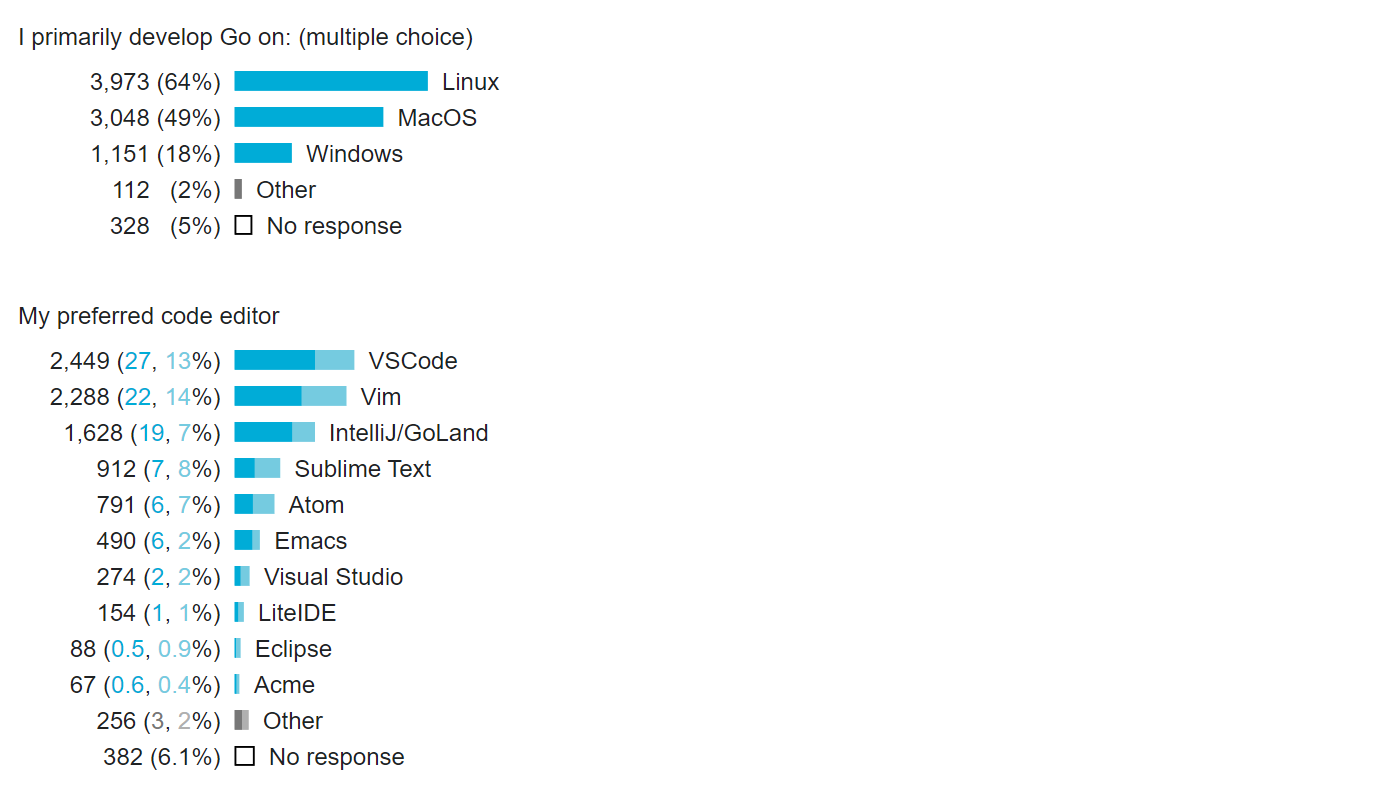 I primarily develop Go on: (multiple choice)
3,973 (64%) Linux
3,048 (49%) MacOS
1,151 (18%) Windows
112 (2%) Other
328 (5%) No response
My preferred code editor
2,449 (27, 13%) VSCode
2,288 (22, 14%) Vim
1,628 (19, 7%) IntelliJ/GoLand
912 (7, 8%) Sublime Text
791 (6, 7%) Atom
490 (6, 2%) Emacs
274 (2, 2%) Visual Studio
154 (1, 1%) LiteIDE
88 (0.5, 0.9%) Eclipse
67 (0.6, 0.4%) Acme
256 (3, 2%) Other
382 (6.1%) No response